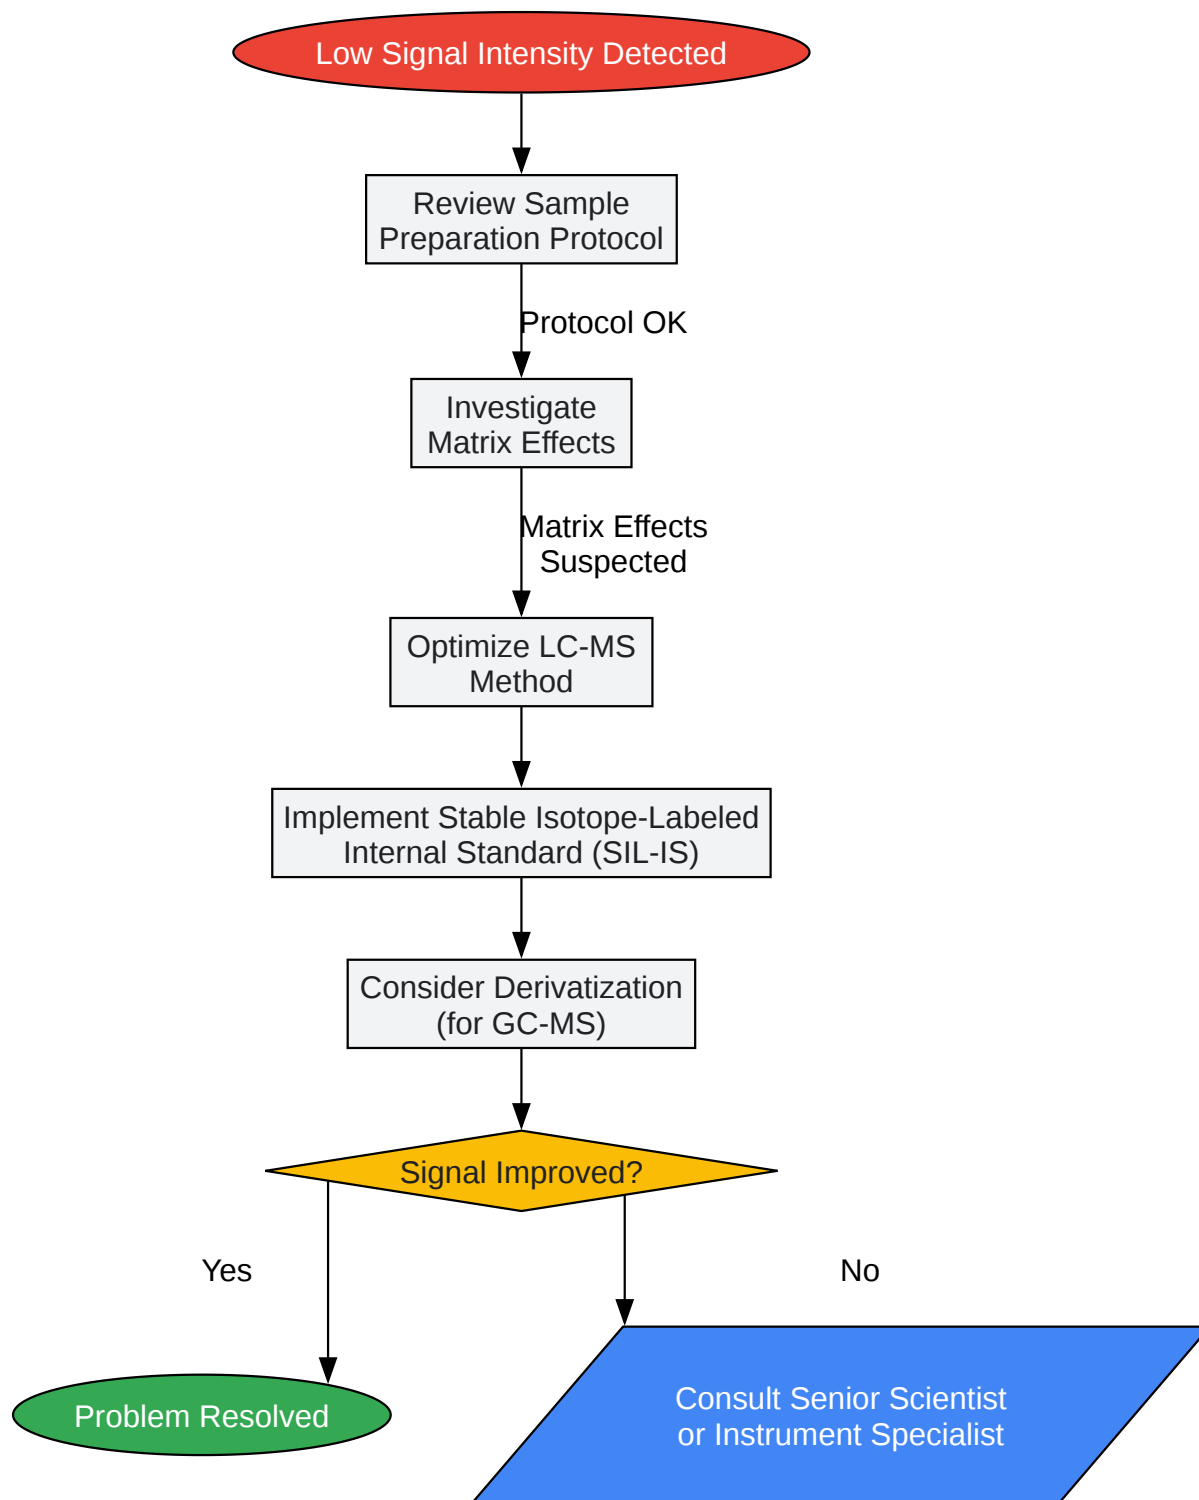 Low Signal Intensity Detected
Review Sample
Preparation Protocol
Protocol OK
Investigate
Matrix Effects
Matrix Effects
Suspected
Optimize LC-MS
Method
Implement Stable Isotope-Labeled
Internal Standard (SIL-IS)
Consider Derivatization
(for GC-MS)
Signal Improved?
Yes
No
Problem Resolved
Consult Senior Scientist
or Instrument Specialist